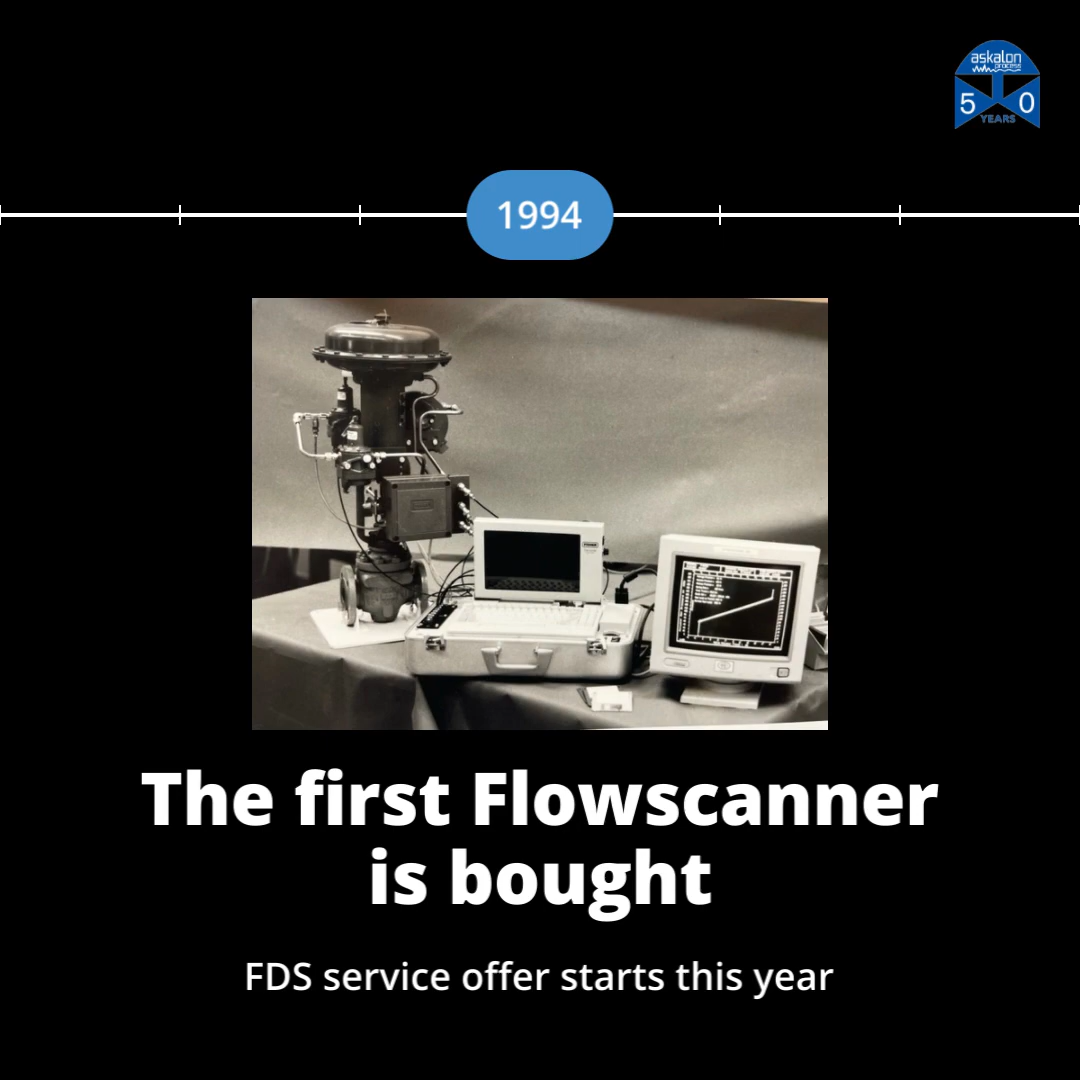 askalon
process
5 0
YEARS
1994
The first Flowscanner
is bought
FDS service offer starts this year